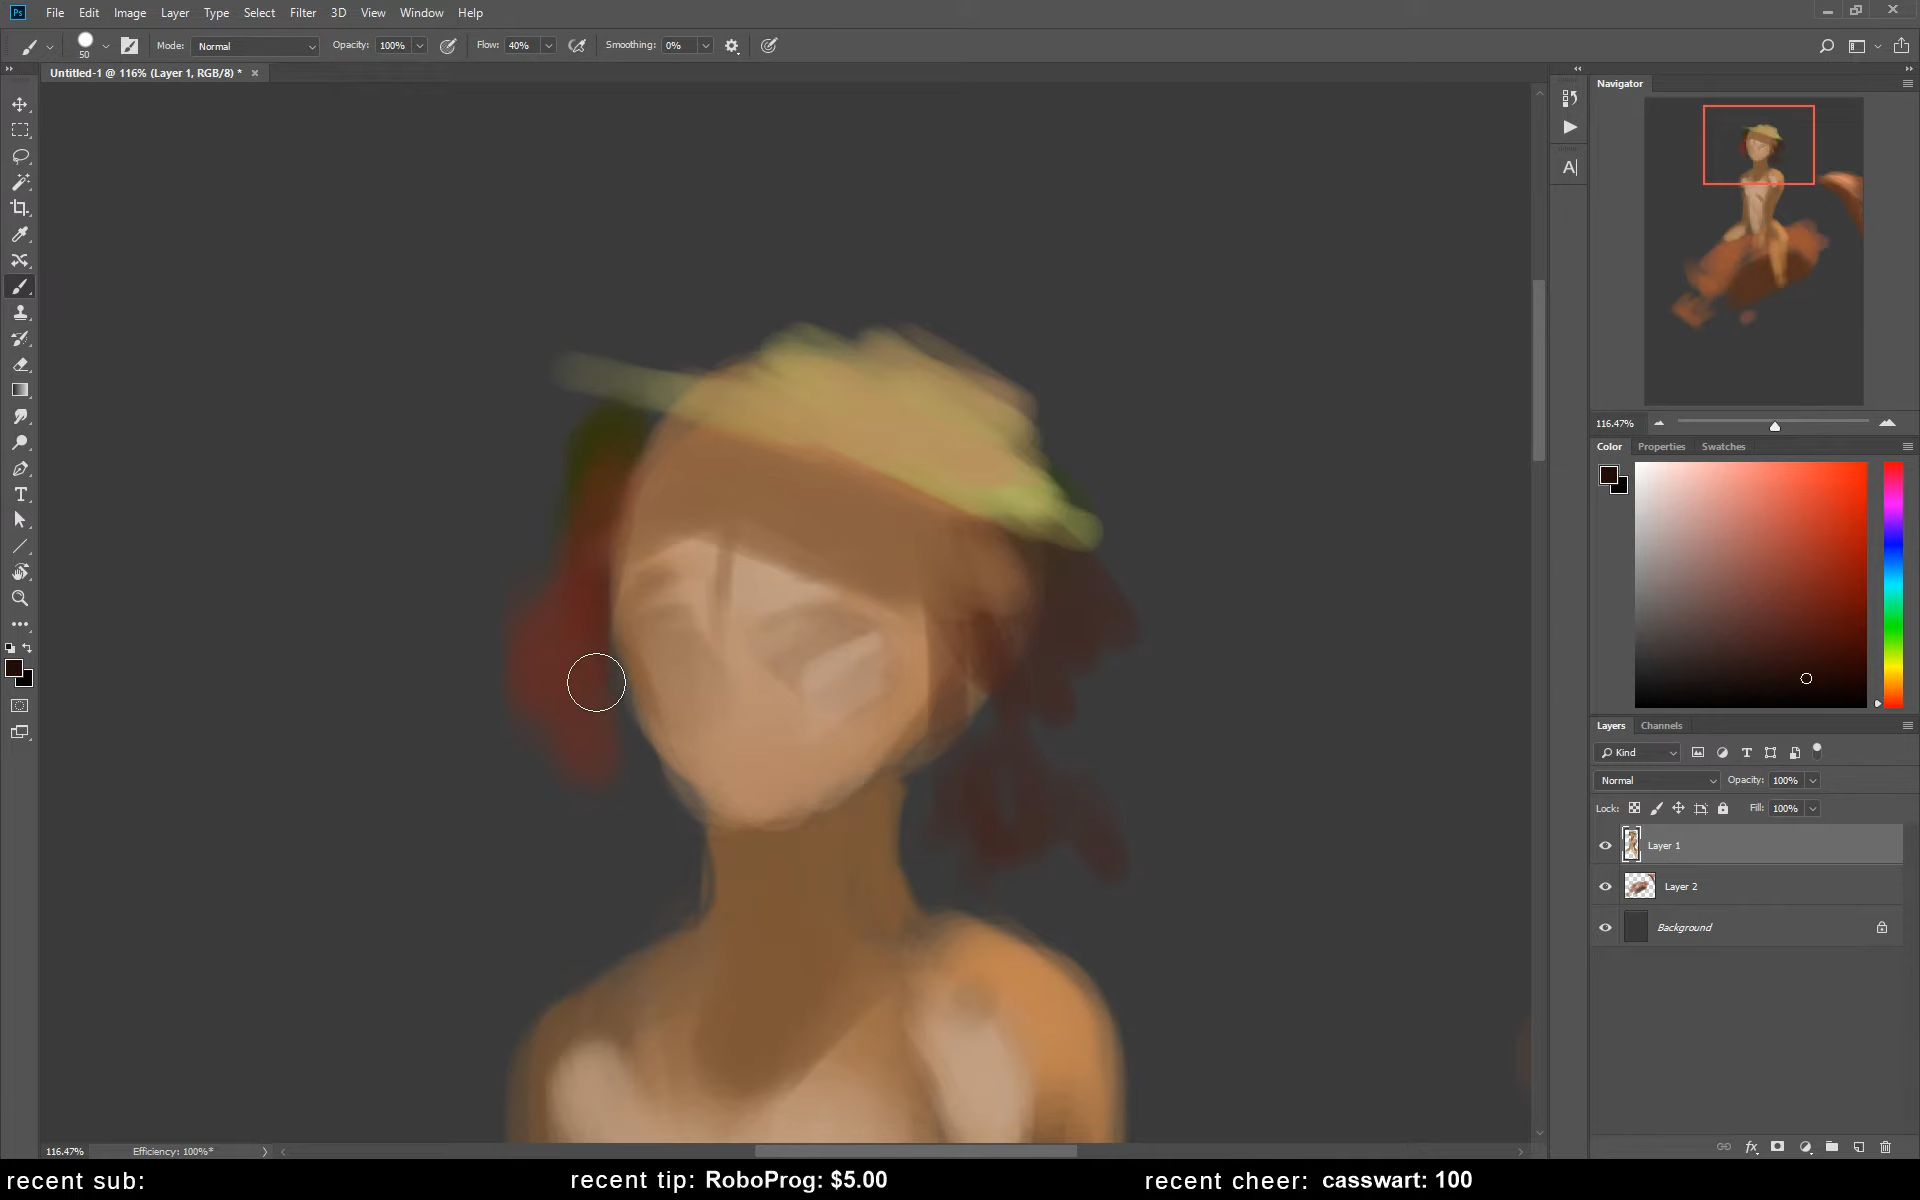 Ps File Edit Image Layer Type Select Filter 3D View Window Help
50 Mode: Normal Opacity: 100% Flow: 40% Smoothing: 0%
Untitled-1 @ 116% (Layer 1, RGB/8) *
Navigator
116.47%
Color Properties Swatches
Layers Channels
Kind
Normal Opacity: 100%
Lock: Fill: 100%
Layer 1
Layer 2
Background
116.47% Efficiency: 100%*
recent sub: recent tip: RoboProg: $5.00 recent cheer: casswart: 100